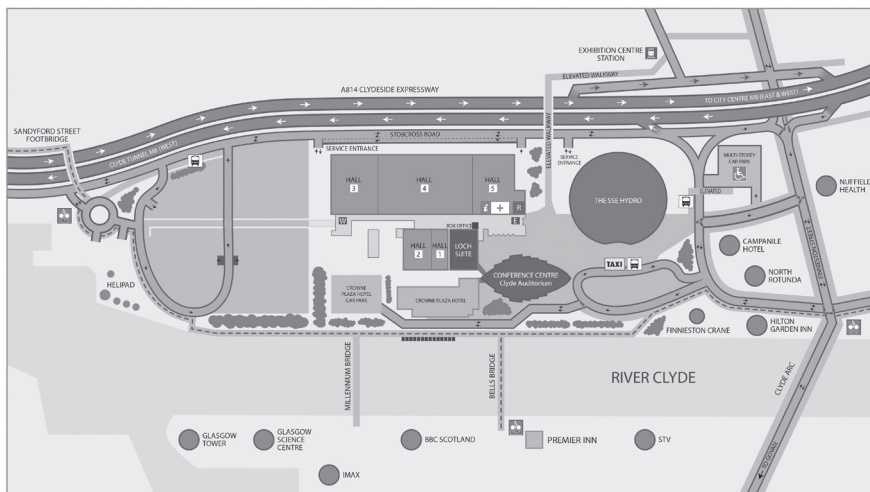 EXHIBITION CENTRE
STATION
ELEVATED WALKWAY
A814 CLYDESIDE EXPRESSWAY
TO CITY CENTRE M8 (EAST & WEST)
SANDYFORD STREET
FOOTBRIDGE
CLYDE TUNNEL M8 (WEST)
STOBCROSS ROAD
SERVICE ENTRANCE
ELEVATED WALKWAY
SERVICE
ENTRANCE
MULTI STOREY
CAR PARK
ELEVATED
HALL
3
HALL
4
HALL
5
i
R
W
E
THE SSE HYDRO
NUFFIELD
HEALTH
FINNIESTON STREET
BOX OFFICE
HALL
2
HALL
1
LOCH
SUITE
CAMPANILE
HOTEL
CONFERENCE CENTRE
Clyde Auditorium
TAXI
NORTH
ROTUNDA
HELIPAD
CROWNE
PLAZA HOTEL
CAR PARK
CROWNE PLAZA HOTEL
FINNIESTON CRANE
HILTON
GARDEN INN
MILLENNIUM BRIDGE
BELLS BRIDGE
RIVER CLYDE
CLYDE ARC
GLASGOW
TOWER
GLASGOW
SCIENCE
CENTRE
BBC SCOTLAND
PREMIER INN
STV
IMAX
TO GOVAN